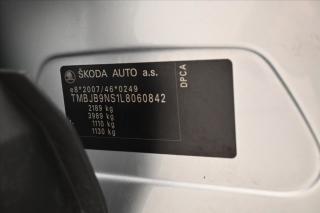 ŠKODA AUTO a.s.
e8*2007/46*0249
TMBJB9NS1L8060842
2189 kg
3989 kg
1110 kg
1130 kg
DPCA